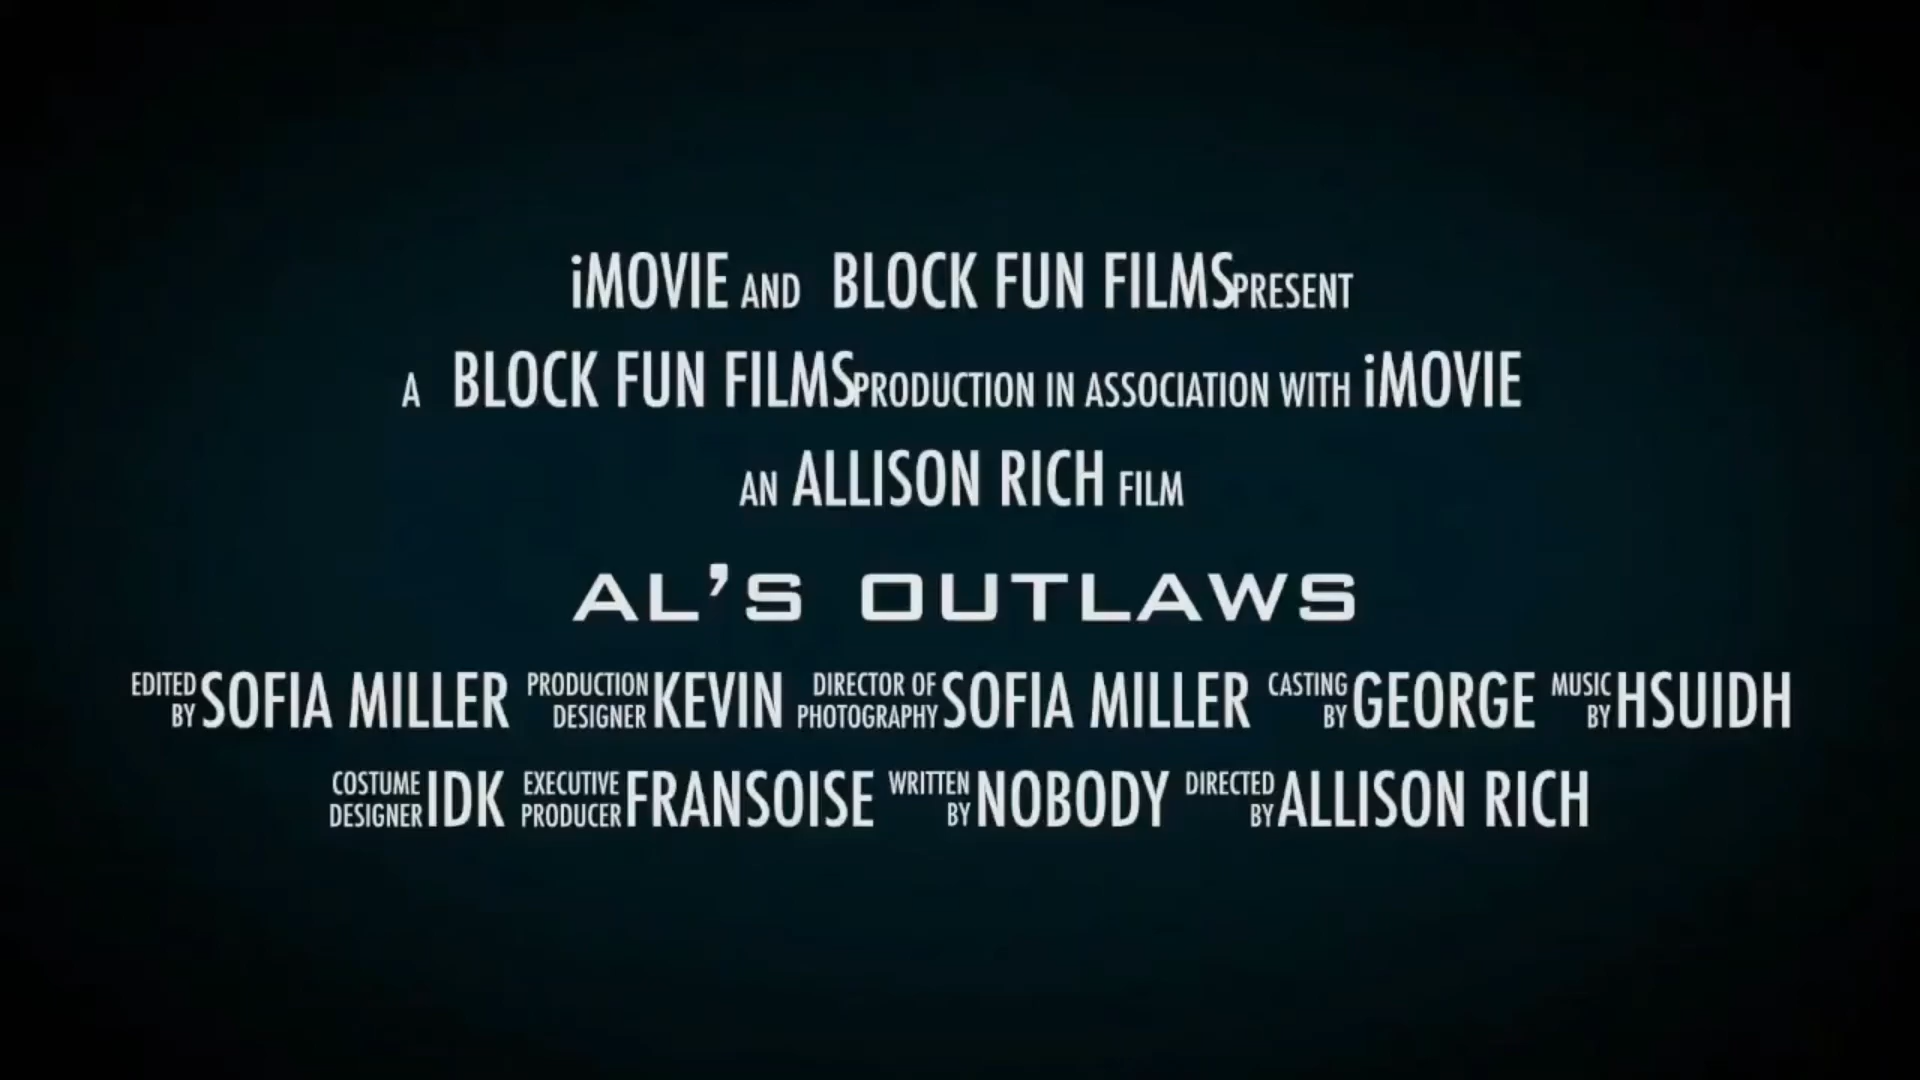 iMOVIE AND BLOCK FUN FILMS PRESENT
A BLOCK FUN FILMS PRODUCTION IN ASSOCIATION WITH iMOVIE
AN ALLISON RICH FILM
AL'S OUTLAWS
EDITED BY SOFIA MILLER PRODUCTION DESIGNER KEVIN DIRECTOR OF PHOTOGRAPHY SOFIA MILLER CASTING BY GEORGE MUSIC BY HSUIDH
COSTUME DESIGNER IDK EXECUTIVE PRODUCER FRANSOISE WRITTEN BY NOBODY DIRECTED BY ALLISON RICH